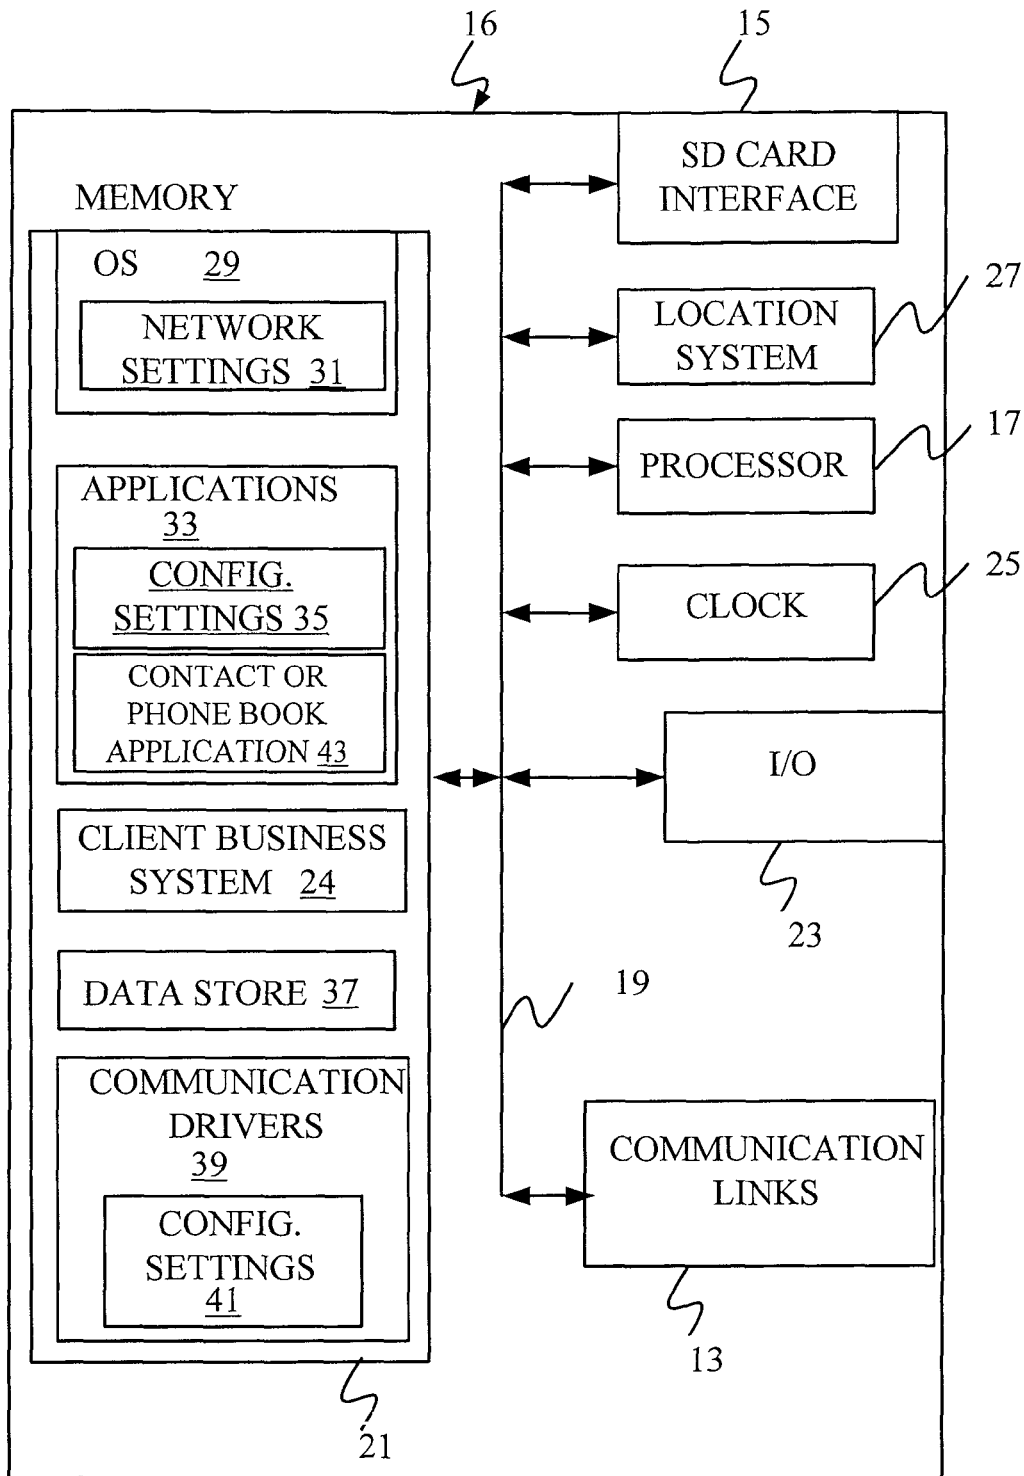 16
15
SD CARD
INTERFACE
MEMORY
OS 29
NETWORK
SETTINGS 31
27
LOCATION
SYSTEM
17
PROCESSOR
APPLICATIONS
33
CONFIG.
SETTINGS 35
25
CLOCK
CONTACT OR
PHONE BOOK
APPLICATION 43
I/O
23
CLIENT BUSINESS
SYSTEM 24
DATA STORE 37
19
COMMUNICATION
DRIVERS
39
CONFIG.
SETTINGS
41
COMMUNICATION
LINKS
13
21